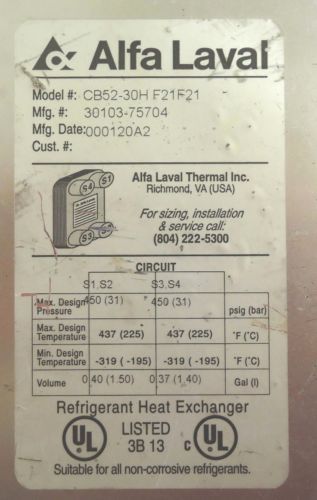 Alfa Laval
Model #: CB52-30H F21F21
Mfg. #: 30103-75704
Mfg. Date: 000120A2
Cust. #:
S4 S1
S3
Alfa Laval Thermal Inc.
Richmond, VA (USA)
For sizing, installation
& service call:
(804) 222-5300
CIRCUIT
S1,S2 S3,S4
Max. Design Pressure 450 (31) 450 (31) psig (bar)
Max. Design Temperature 437 (225) 437 (225) °F (°C)
Min. Design Temperature -319 ( -195) -319 ( -195) °F (°C)
Volume 0.40 (1.50) 0.37 (1.40) Gal (l)
Refrigerant Heat Exchanger
UL LISTED 3B 13 c UL
Suitable for all non-corrosive refrigerants.